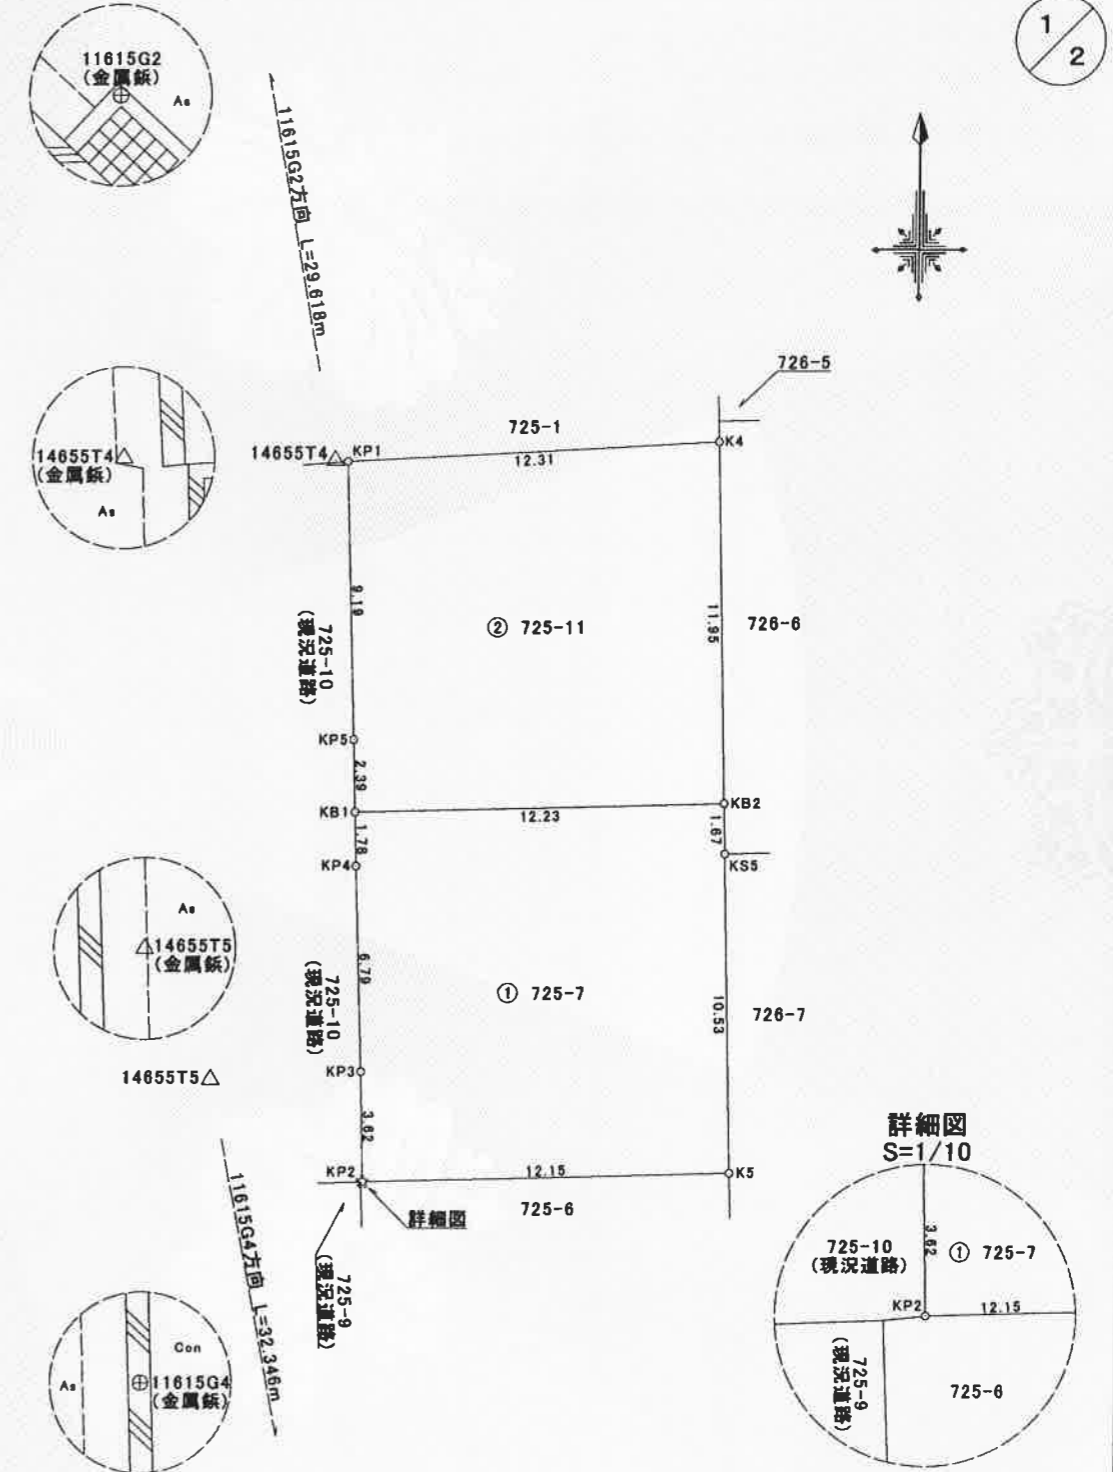 1
2
11615G2
(金属鋲)
As
11615G2方向 L=29.618m
726-5
725-1
K4
14655T4
KP1
12.31
14655T4
(金属鋲)
As
9.19
725-10
(現況道路)
② 725-11
11.95
726-6
KP5
2.39
KB1
12.23
KB2
1.78
1.67
KP4
KS5
As
14655T5
(金属鋲)
6.79
725-10
(現況道路)
① 725-7
10.53
726-7
14655T5
KP3
3.62
KP2
12.15
K5
725-6
詳細図
725-9
(現況道路)
11615G4方向 L=32.346m
As
Con
11615G4
(金属鋲)
詳細図
S=1/10
3.62
725-10
(現況道路)
① 725-7
KP2
12.15
725-9
(現況道路)
725-6